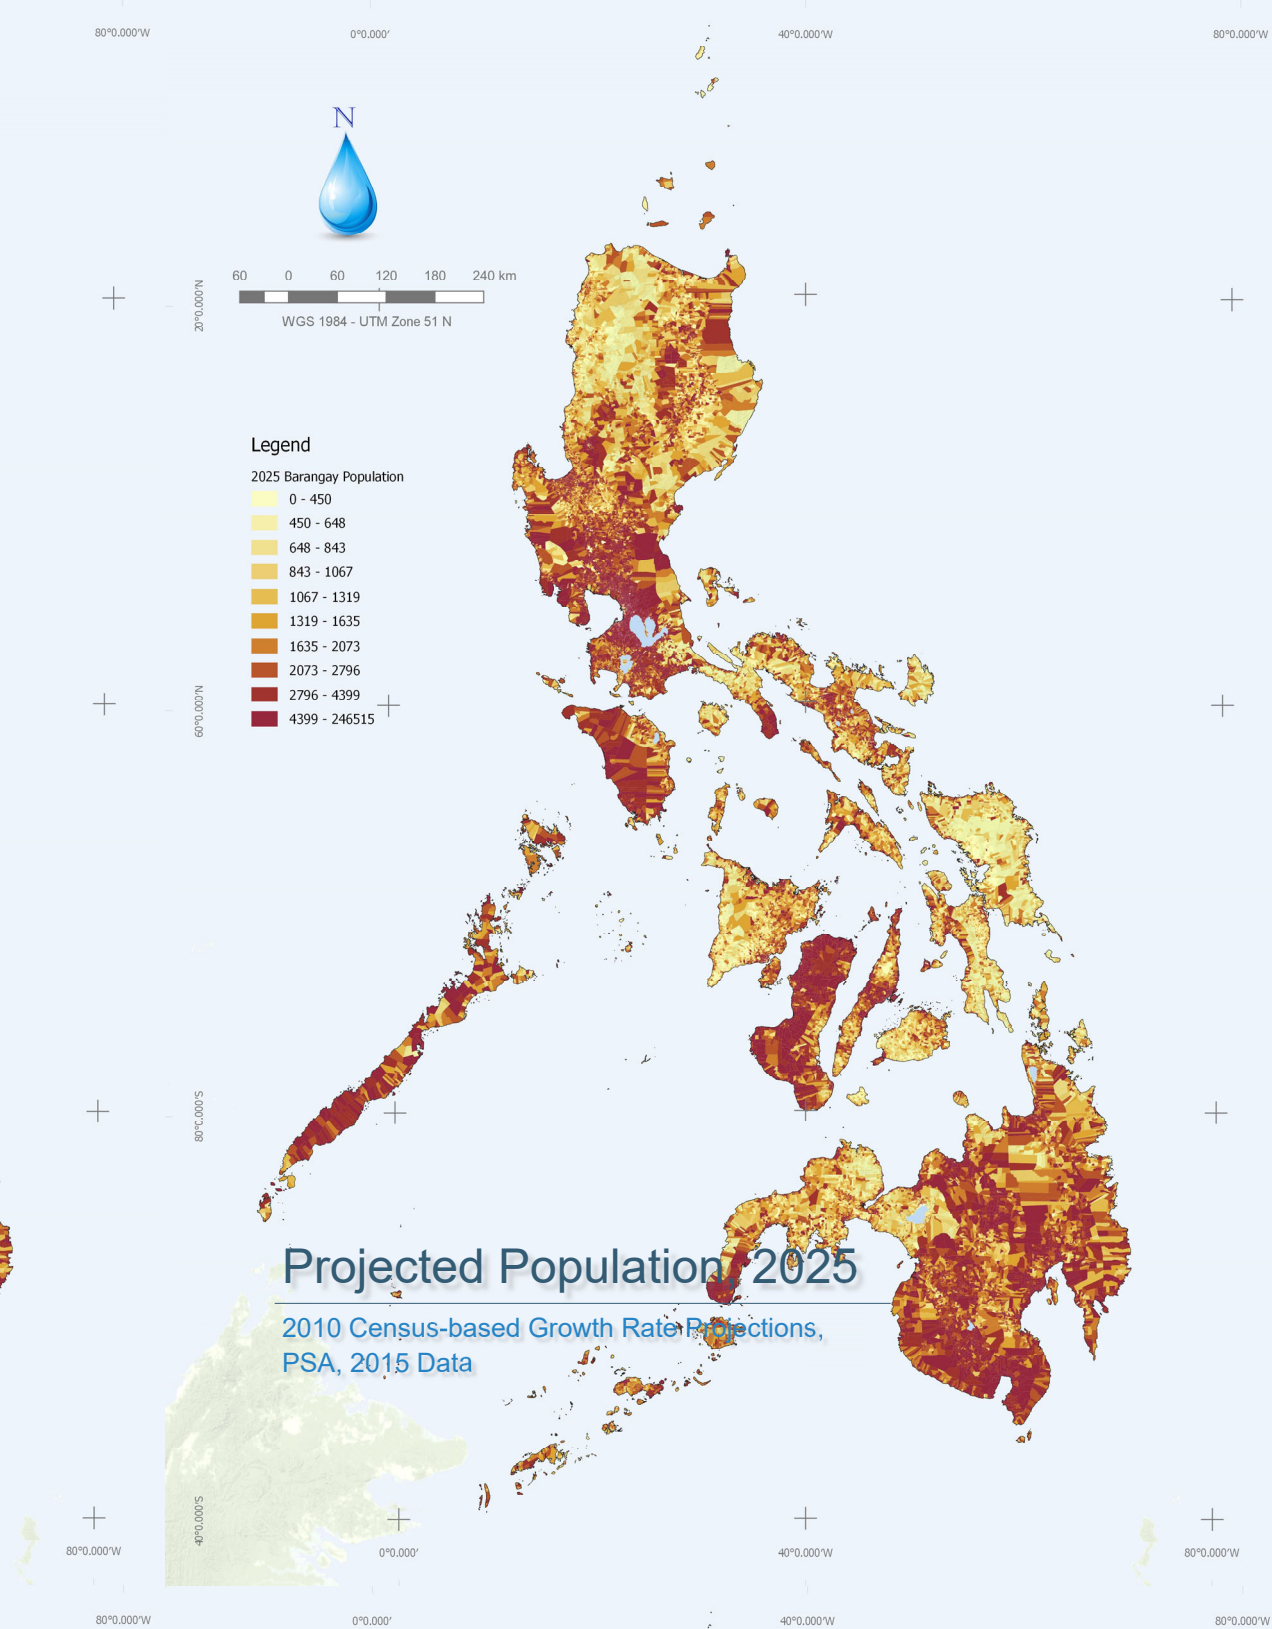 80°0.000'W 0°0.000' 40°0.000'W 80°0.000'W
N
60 0 60 120 180 240 km
WGS 1984 - UTM Zone 51 N
20°0.000'N
Legend
2025 Barangay Population
0 - 450
450 - 648
648 - 843
843 - 1067
1067 - 1319
1319 - 1635
1635 - 2073
2073 - 2796
2796 - 4399
4399 - 246515
60°0.000'N
80°0.000'S
Projected Population, 2025
2010 Census-based Growth Rate Projections,
PSA, 2015 Data
40°0.000'S
80°0.000'W 0°0.000' 40°0.000'W 80°0.000'W
80°0.000'W 0°0.000' 40°0.000'W 80°0.000'W